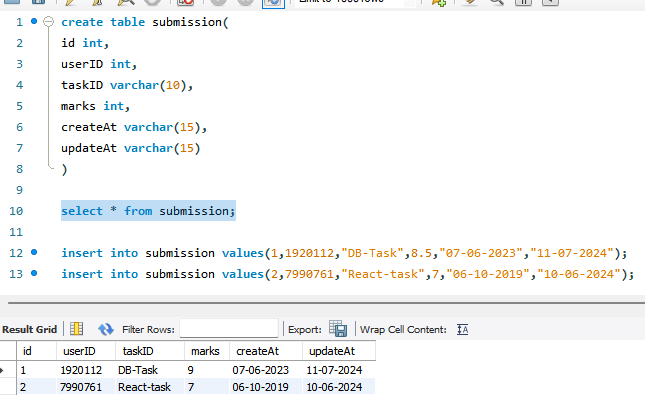 1 create table submission(
2 id int,
3 userID int,
4 taskID varchar(10),
5 marks int,
6 createAt varchar(15),
7 updateAt varchar(15)
8 )
9
10 select * from submission;
11
12 insert into submission values(1,1920112,"DB-Task",8.5,"07-06-2023","11-07-2024");
13 insert into submission values(2,7990761,"React-task",7,"06-10-2019","10-06-2024");
Result Grid Filter Rows: Export: Wrap Cell Content:
id userID taskID marks createAt updateAt
1 1920112 DB-Task 9 07-06-2023 11-07-2024
2 7990761 React-task 7 06-10-2019 10-06-2024